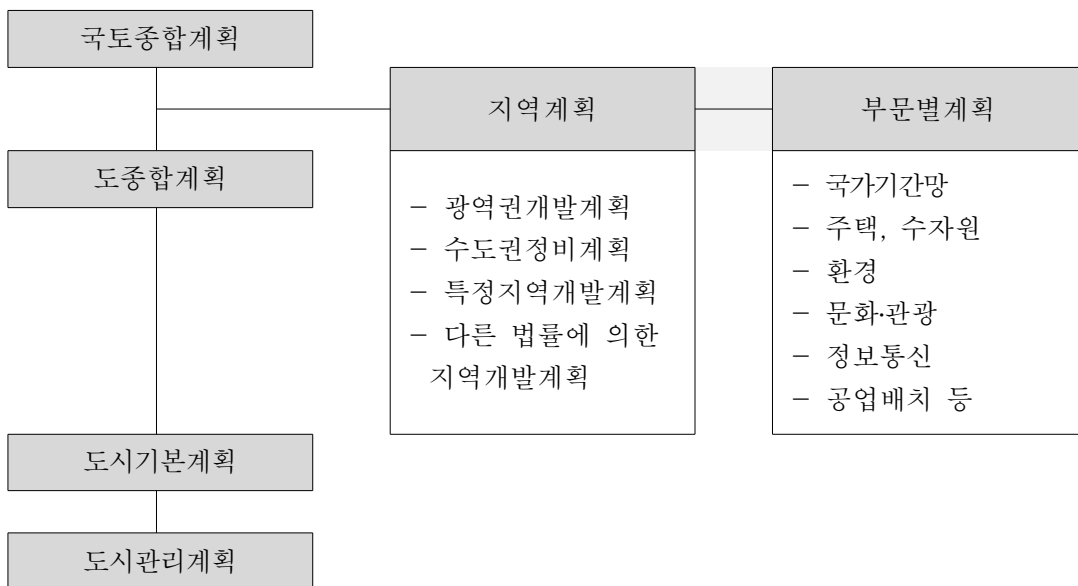 국토종합계획
지역계획
부문별계획
도종합계획
– 광역권개발계획
– 수도권정비계획
– 특정지역개발계획
– 다른 법률에 의한
지역개발계획
– 국가기간망
– 주택, 수자원
– 환경
– 문화·관광
– 정보통신
– 공업배치 등
도시기본계획
도시관리계획